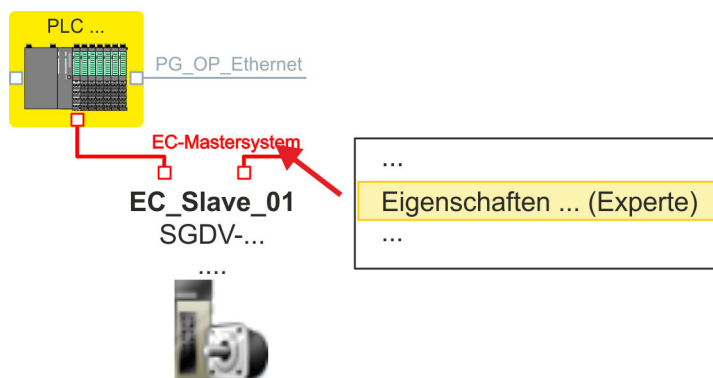 PLC ...
PG_OP_Ethernet
EC-Mastersystem
EC_Slave_01
SGDV-...
....
...
Eigenschaften ... (Experte)
...